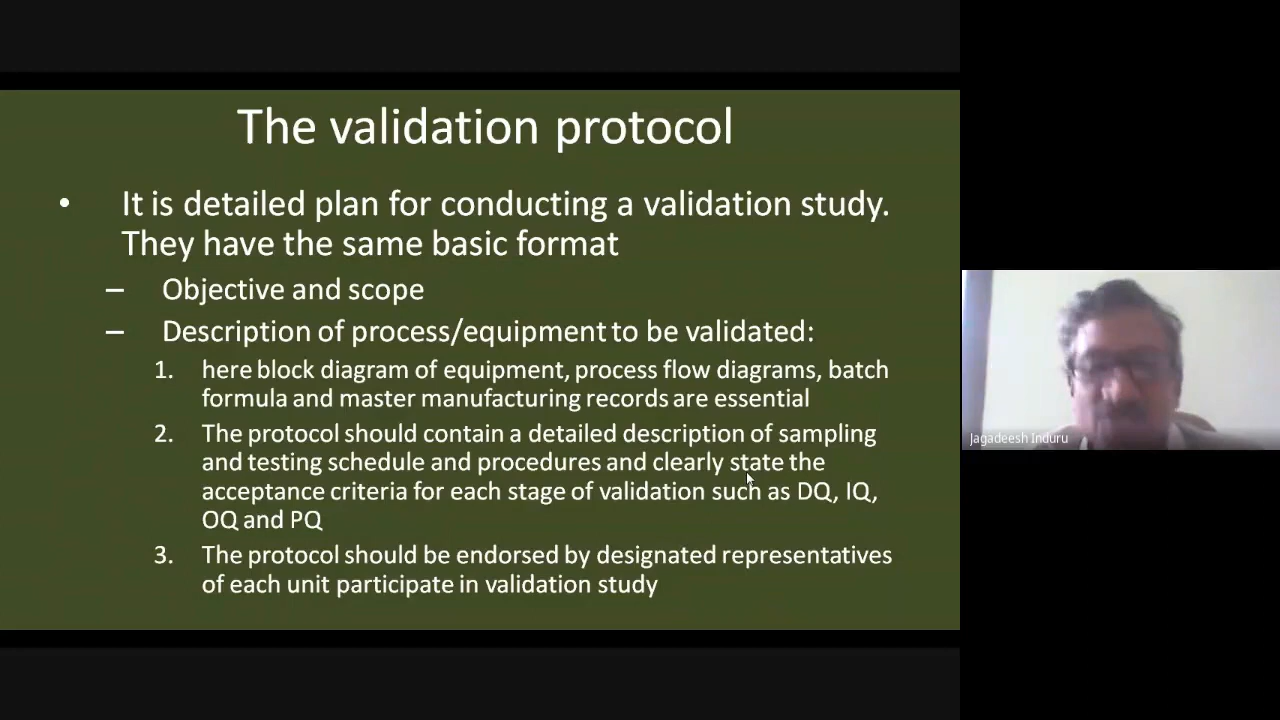 The validation protocol
• It is detailed plan for conducting a validation study.
They have the same basic format
– Objective and scope
– Description of process/equipment to be validated:
1. here block diagram of equipment, process flow diagrams, batch
formula and master manufacturing records are essential
2. The protocol should contain a detailed description of sampling
and testing schedule and procedures and clearly state the
acceptance criteria for each stage of validation such as DQ, IQ,
OQ and PQ
3. The protocol should be endorsed by designated representatives
of each unit participate in validation study
Jagadeesh Induru